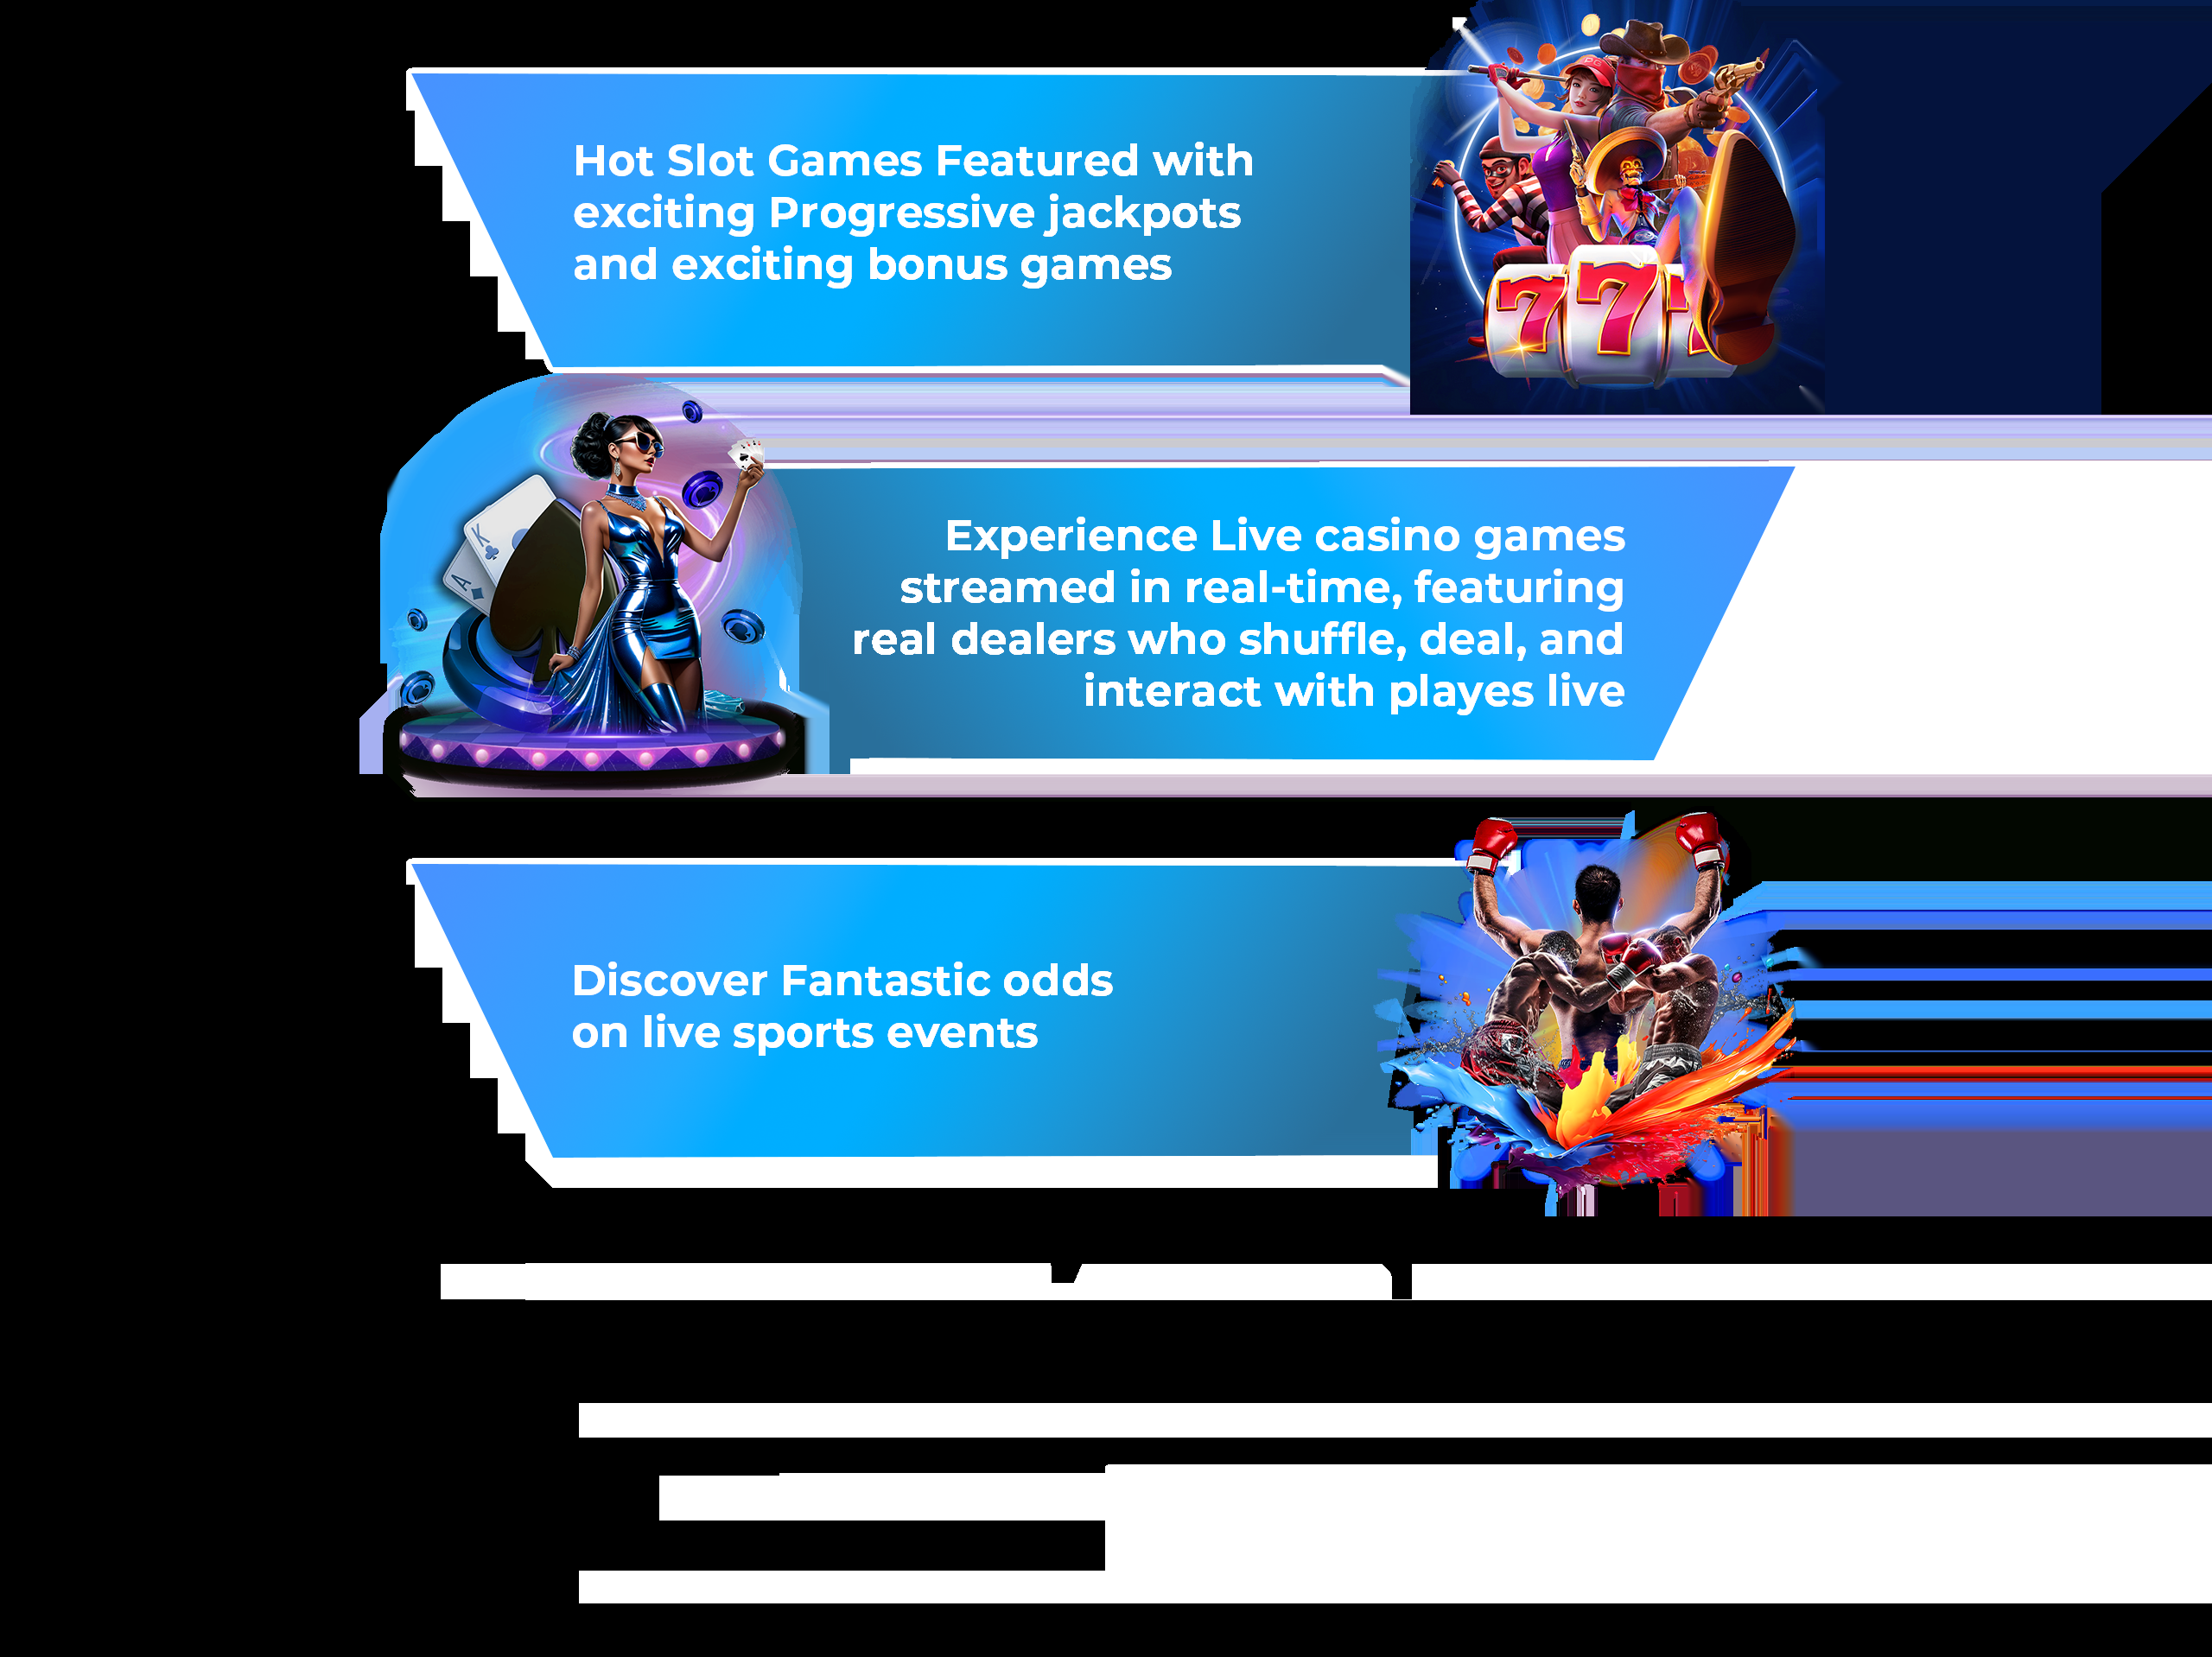 Hot Slot Games Featured with
exciting Progressive jackpots
and exciting bonus games
777
Experience Live casino games
streamed in real-time, featuring
real dealers who shuffle, deal, and
interact with playes live
K
A
Discover Fantastic odds
on live sports events